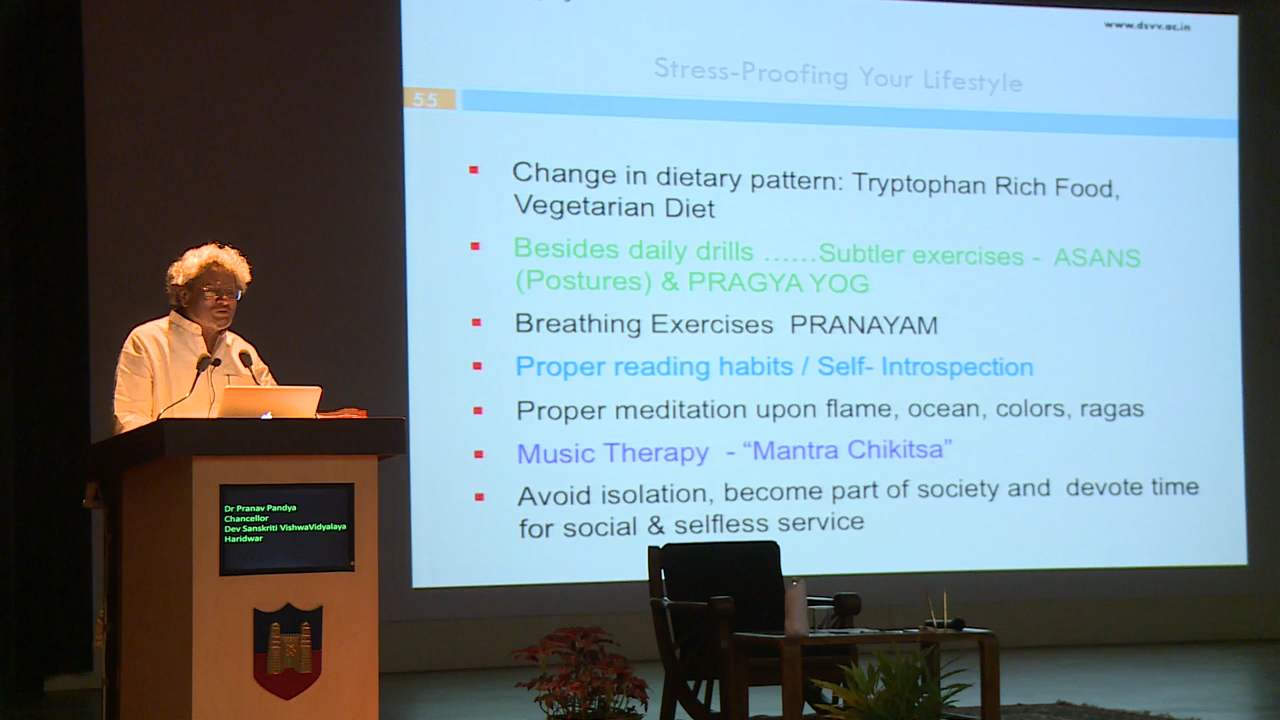 www.dsvv.ac.in
Stress-Proofing Your Lifestyle
55
Change in dietary pattern: Tryptophan Rich Food,
Vegetarian Diet
Besides daily drills ......Subtler exercises - ASANS
(Postures) & PRAGYA YOG
Breathing Exercises PRANAYAM
Proper reading habits / Self- Introspection
Proper meditation upon flame, ocean, colors, ragas
Music Therapy - “Mantra Chikitsa”
Avoid isolation, become part of society and devote time
for social & selfless service
Dr Pranav Pandya
Chancellor
Dev Sanskriti VishwaVidyalaya
Haridwar